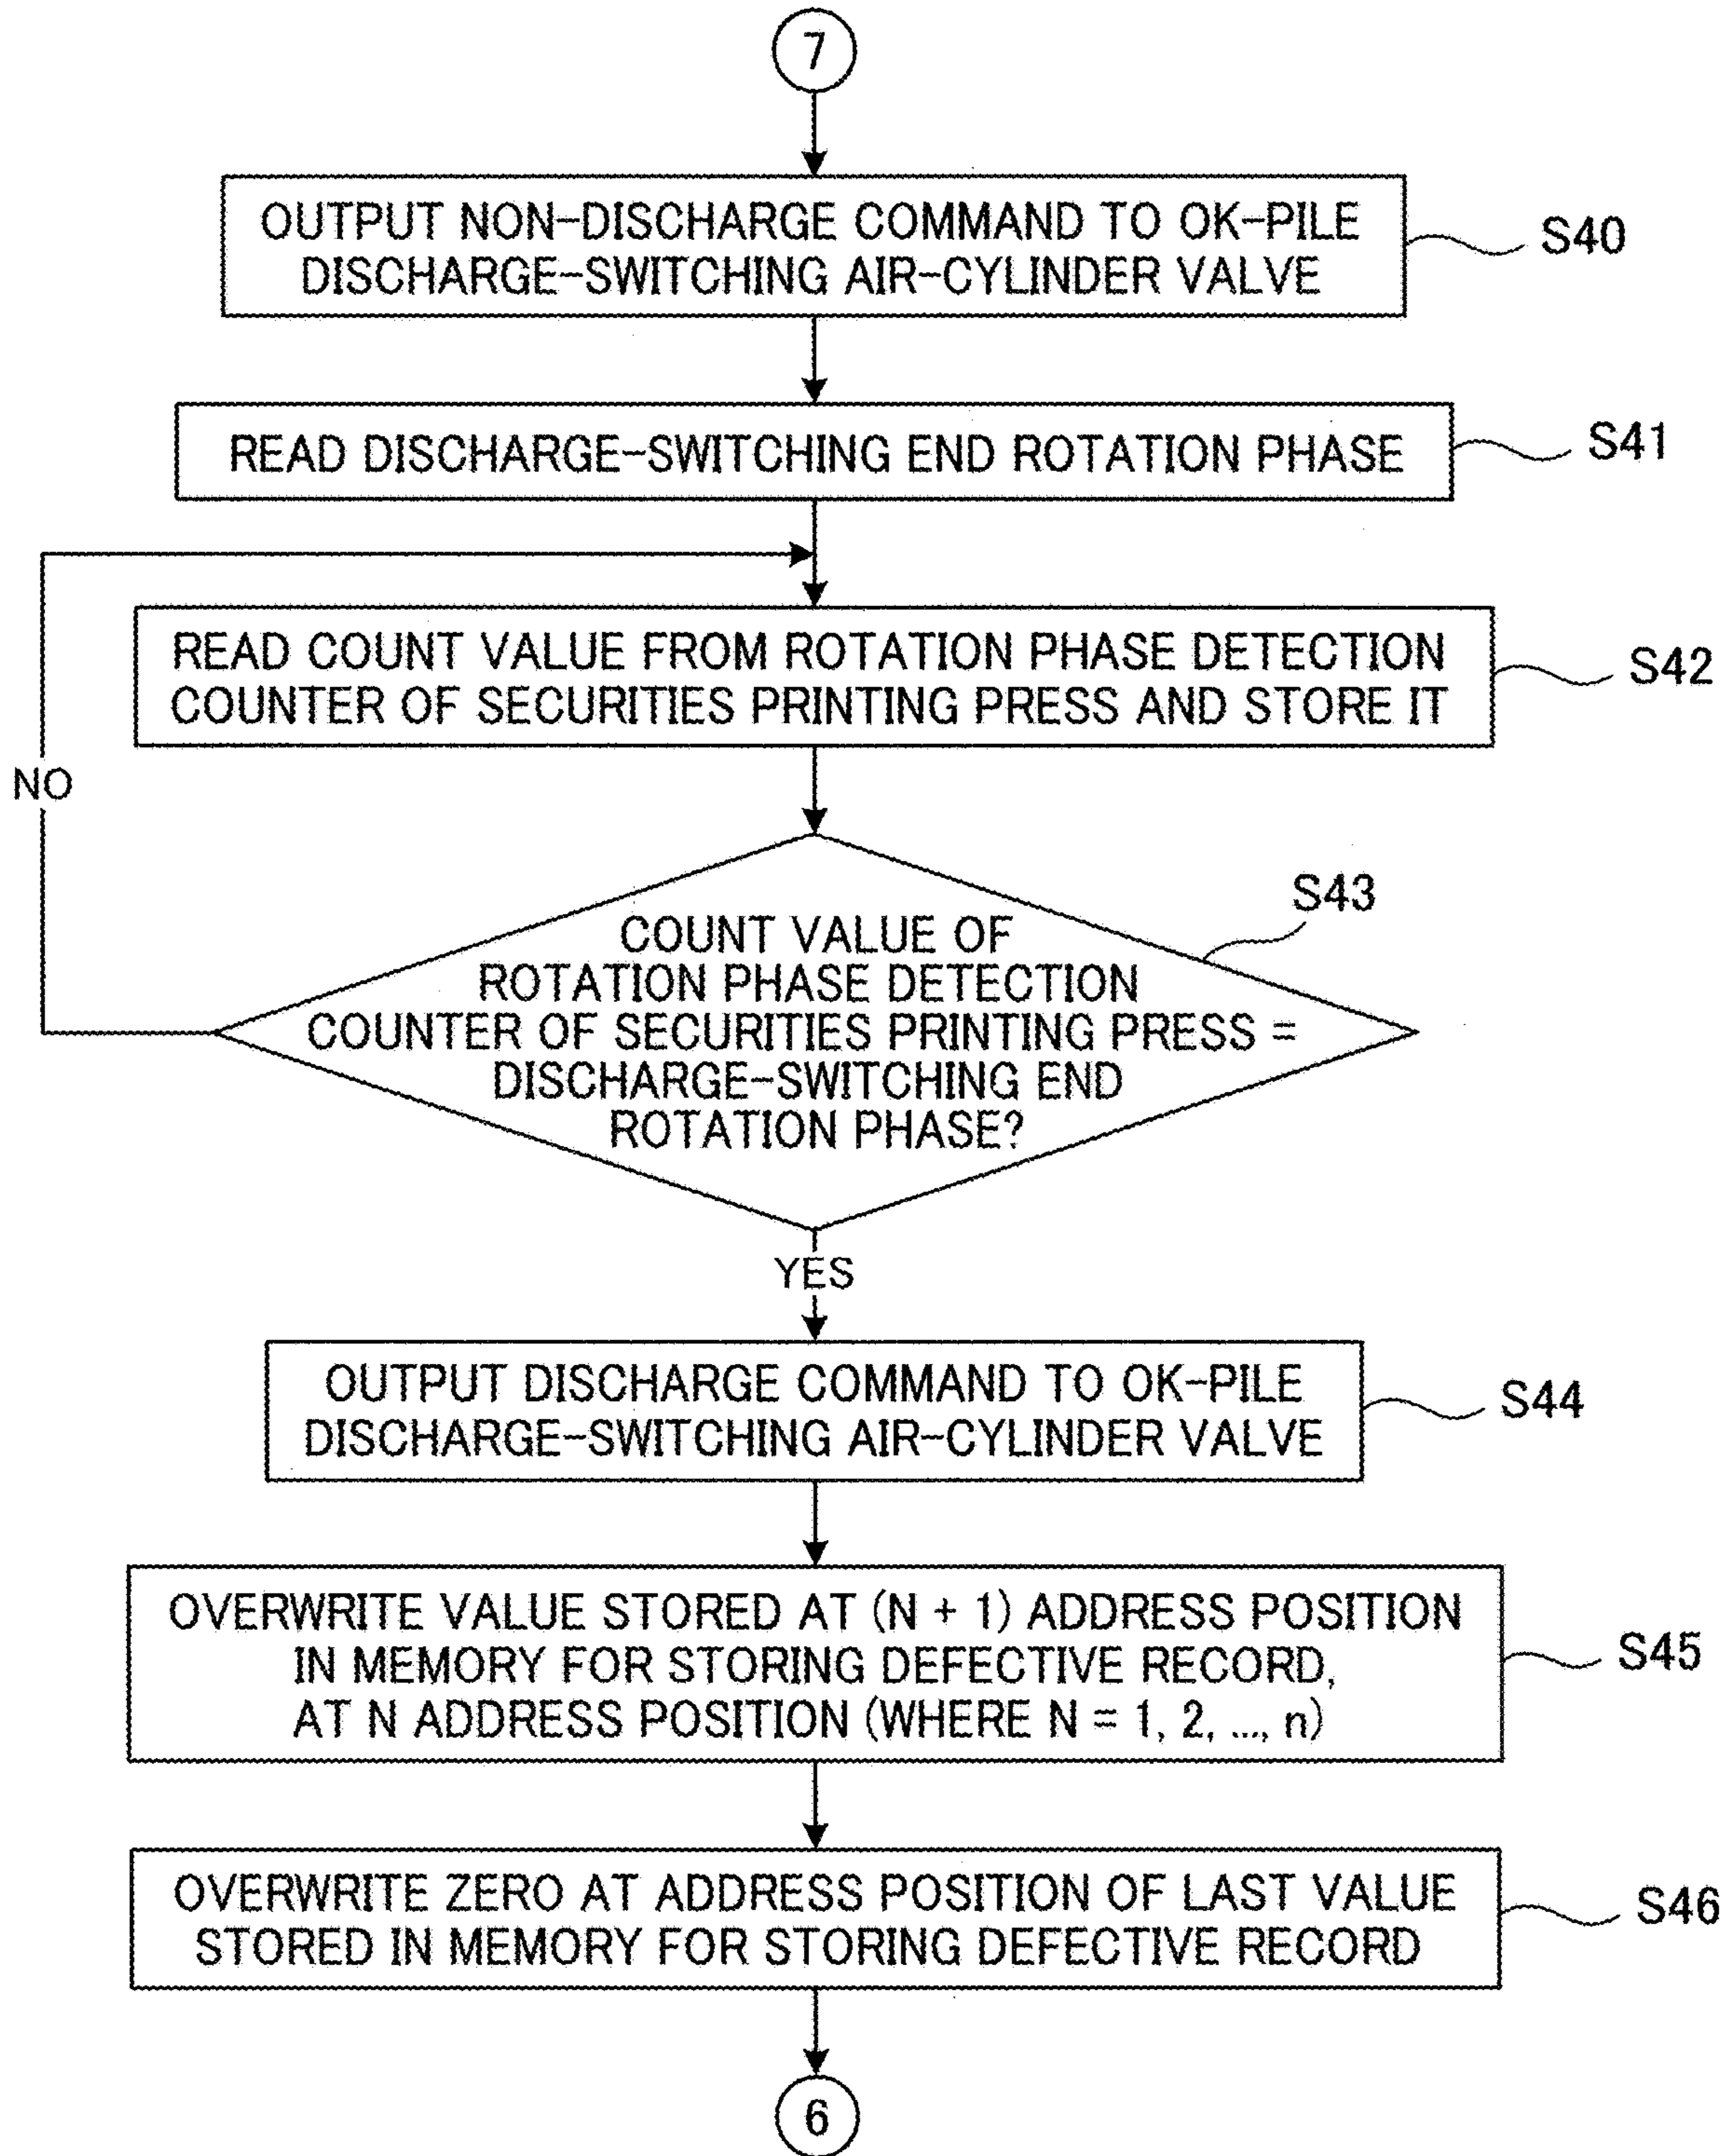 7
OUTPUT NON-DISCHARGE COMMAND TO OK-PILE
DISCHARGE-SWITCHING AIR-CYLINDER VALVE
S40
READ DISCHARGE-SWITCHING END ROTATION PHASE
S41
READ COUNT VALUE FROM ROTATION PHASE DETECTION
COUNTER OF SECURITIES PRINTING PRESS AND STORE IT
S42
NO
S43
COUNT VALUE OF
ROTATION PHASE DETECTION
COUNTER OF SECURITIES PRINTING PRESS =
DISCHARGE-SWITCHING END
ROTATION PHASE?
YES
OUTPUT DISCHARGE COMMAND TO OK-PILE
DISCHARGE-SWITCHING AIR-CYLINDER VALVE
S44
OVERWRITE VALUE STORED AT (N + 1) ADDRESS POSITION
IN MEMORY FOR STORING DEFECTIVE RECORD,
AT N ADDRESS POSITION (WHERE N = 1, 2, ..., n)
S45
OVERWRITE ZERO AT ADDRESS POSITION OF LAST VALUE
STORED IN MEMORY FOR STORING DEFECTIVE RECORD
S46
6